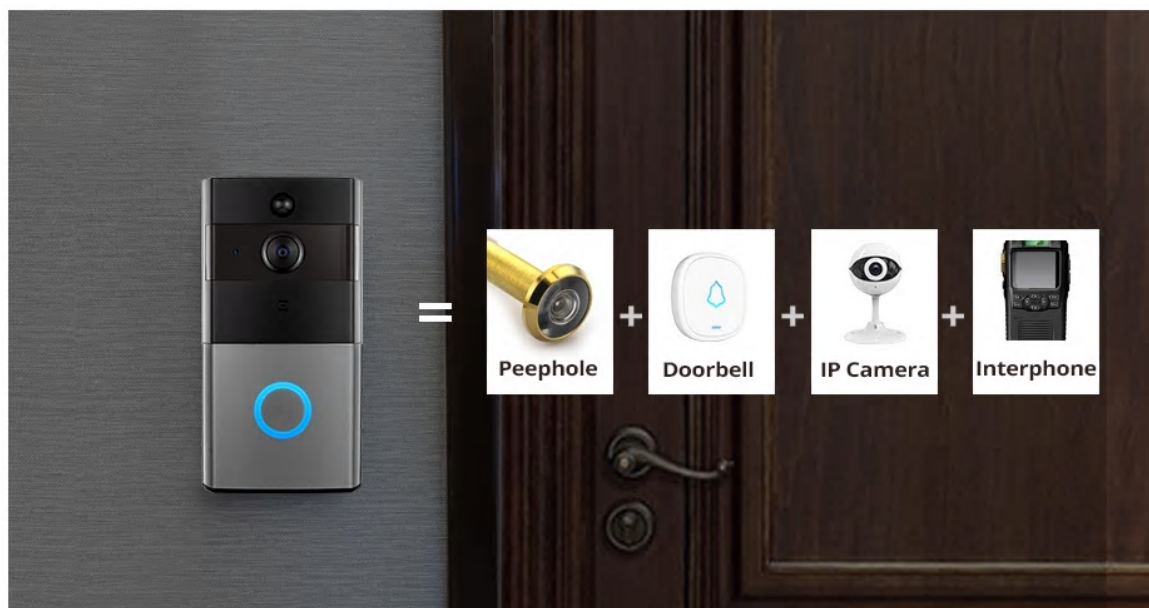 =
Peephole
+
Doorbell
+
IP Camera
+
Interphone